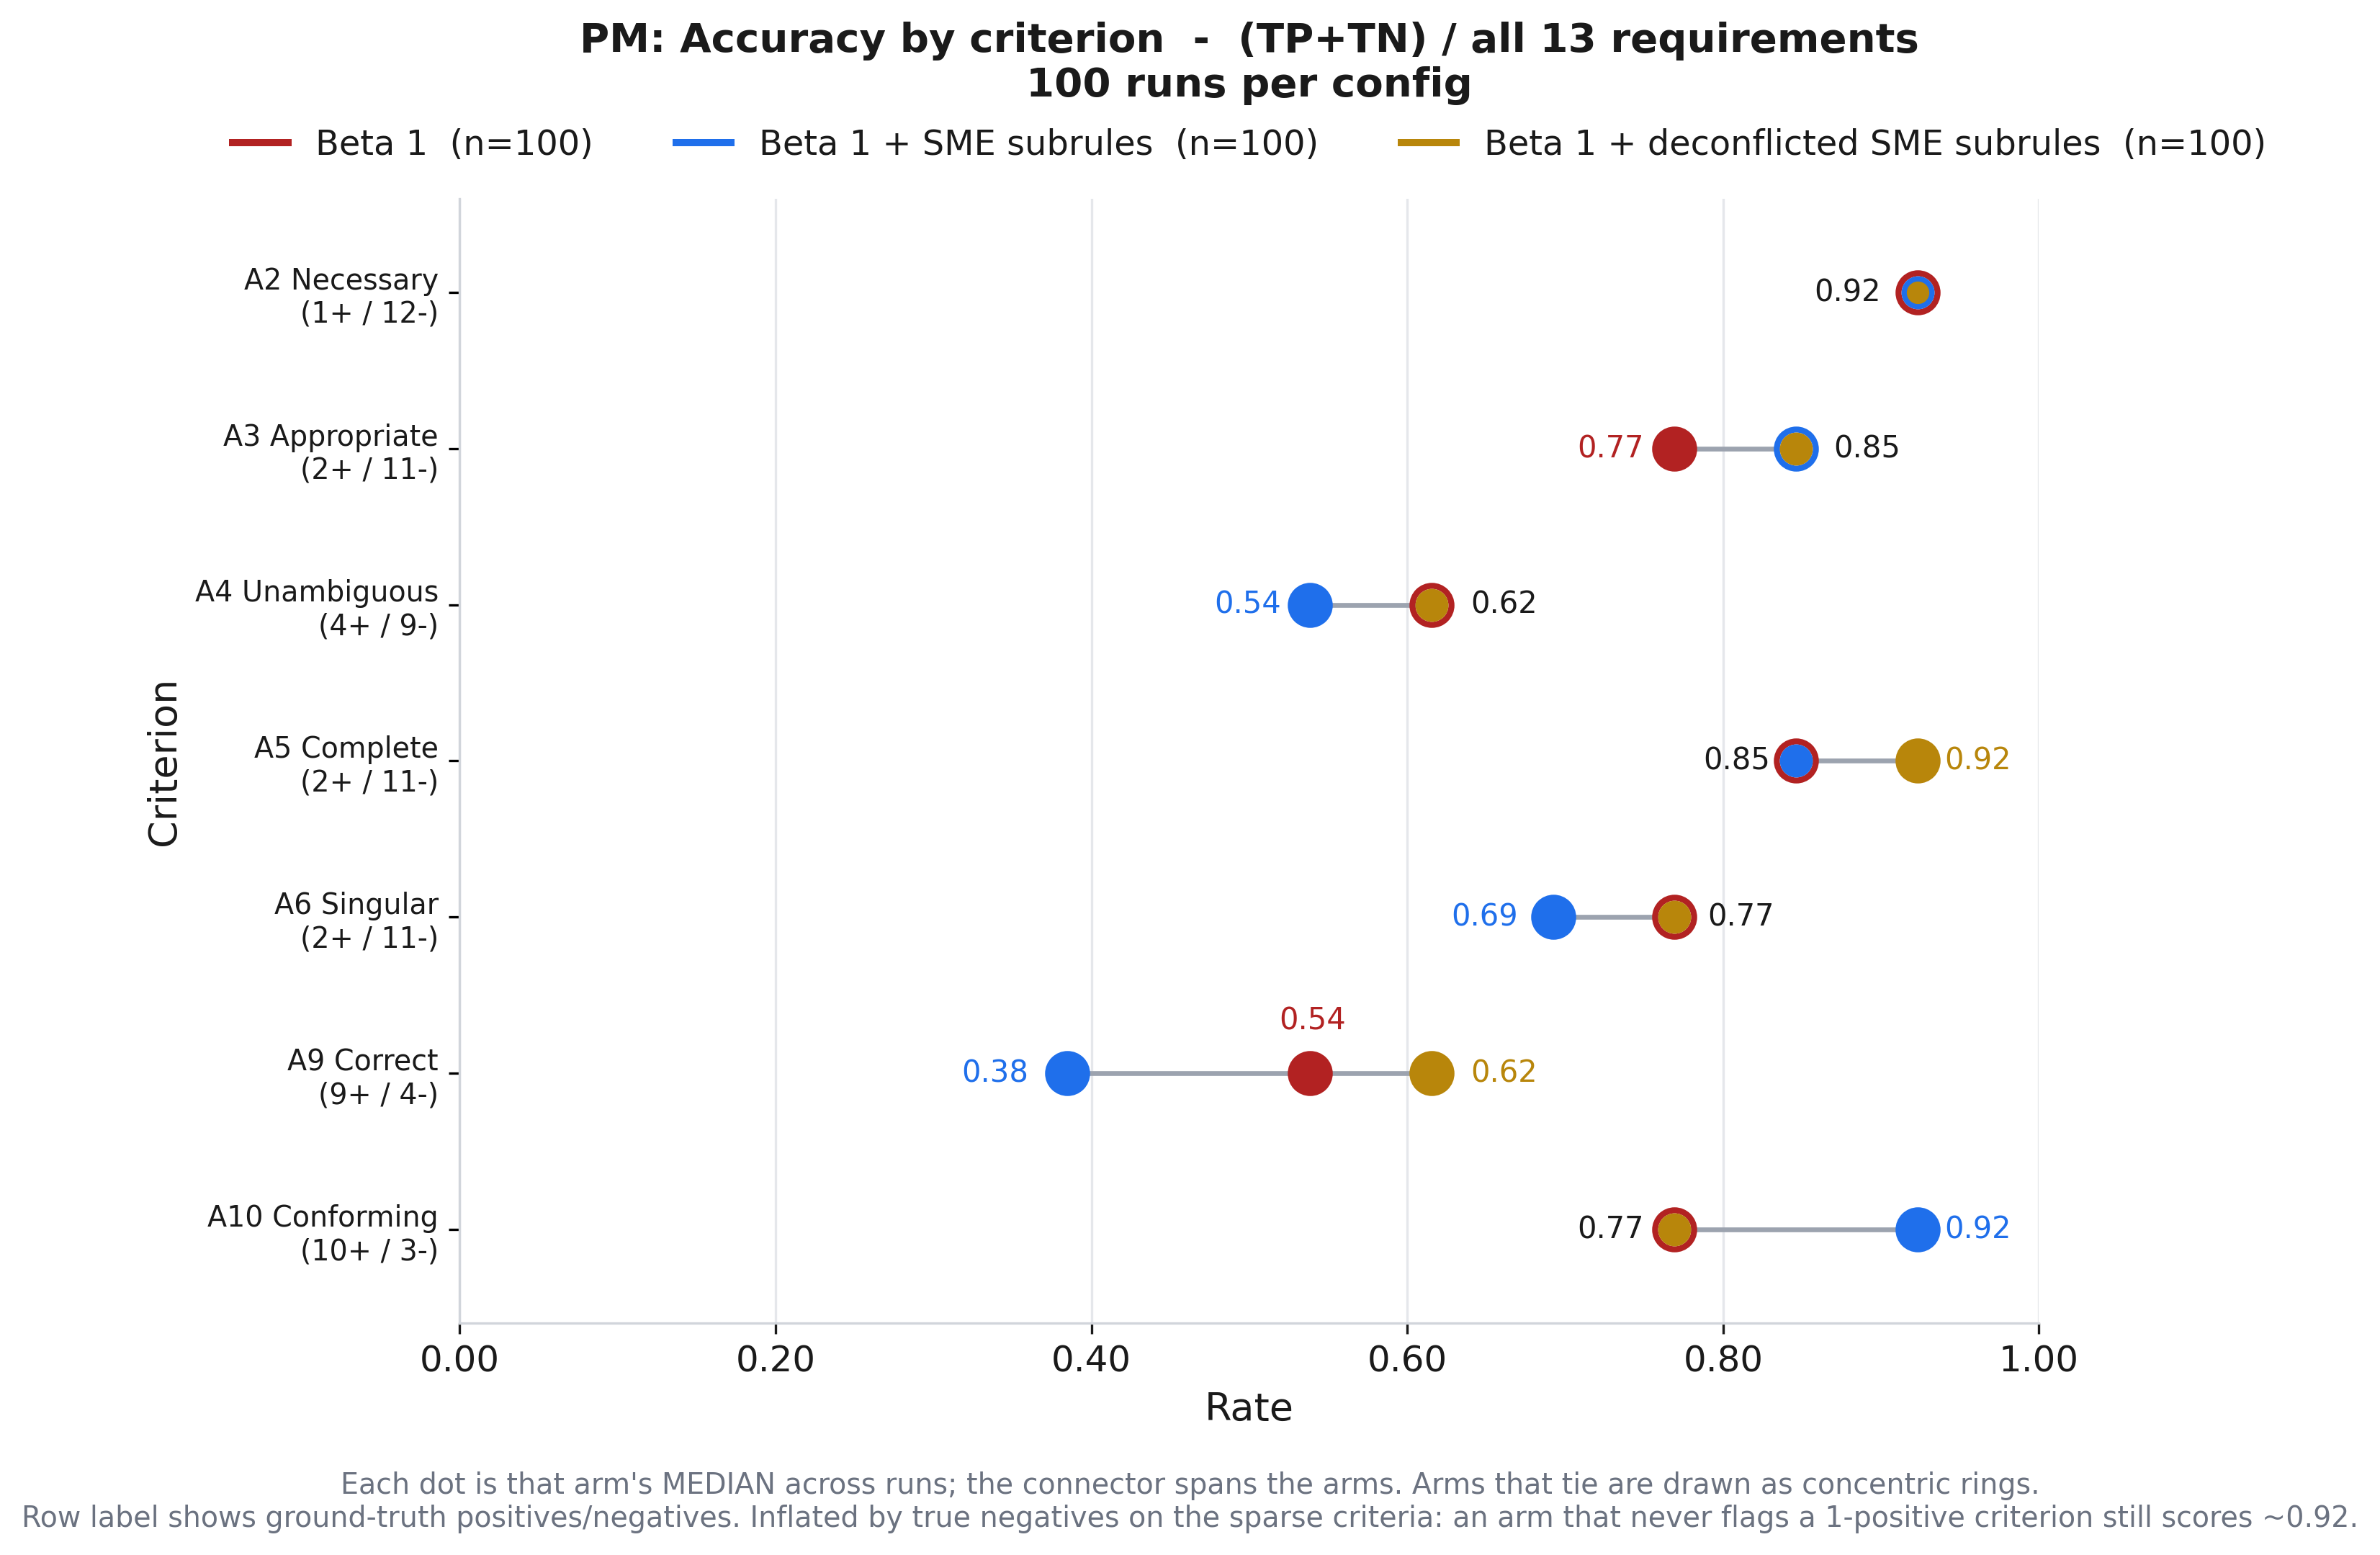 PM: Accuracy by criterion - (TP+TN) / all 13 requirements
100 runs per config
Beta 1 (n=100)
Beta 1 + SME subrules (n=100)
Beta 1 + deconflicted SME subrules (n=100)
Criterion
A2 Necessary
(1+ / 12-)
0.92
A3 Appropriate
(2+ / 11-)
0.77
0.85
A4 Unambiguous
(4+ / 9-)
0.54
0.62
A5 Complete
(2+ / 11-)
0.85
0.92
A6 Singular
(2+ / 11-)
0.69
0.77
A9 Correct
(9+ / 4-)
0.38
0.54
0.62
A10 Conforming
(10+ / 3-)
0.77
0.92
0.00
0.20
0.40
0.60
0.80
1.00
Rate
Each dot is that arm's MEDIAN across runs; the connector spans the arms. Arms that tie are drawn as concentric rings.
Row label shows ground-truth positives/negatives. Inflated by true negatives on the sparse criteria: an arm that never flags a 1-positive criterion still scores ~0.92.